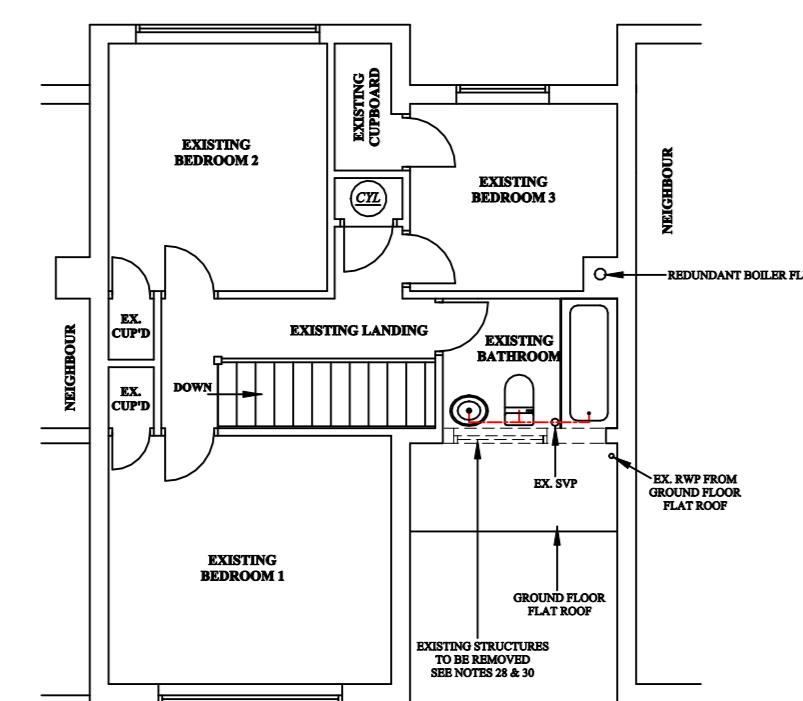 EXISTING
CUPBOARD
EXISTING
BEDROOM 2
EXISTING
BEDROOM 3
CYL
NEIGHBOUR
REDUNDANT BOILER FL
EX.
CUP'D
EXISTING LANDING
EXISTING
BATHROOM
NEIGHBOUR
EX.
CUP'D
DOWN
EX. SVP
EX. RWP FROM
GROUND FLOOR
FLAT ROOF
EXISTING
BEDROOM 1
GROUND FLOOR
FLAT ROOF
EXISTING STRUCTURES
TO BE REMOVED
SEE NOTES 28 & 30